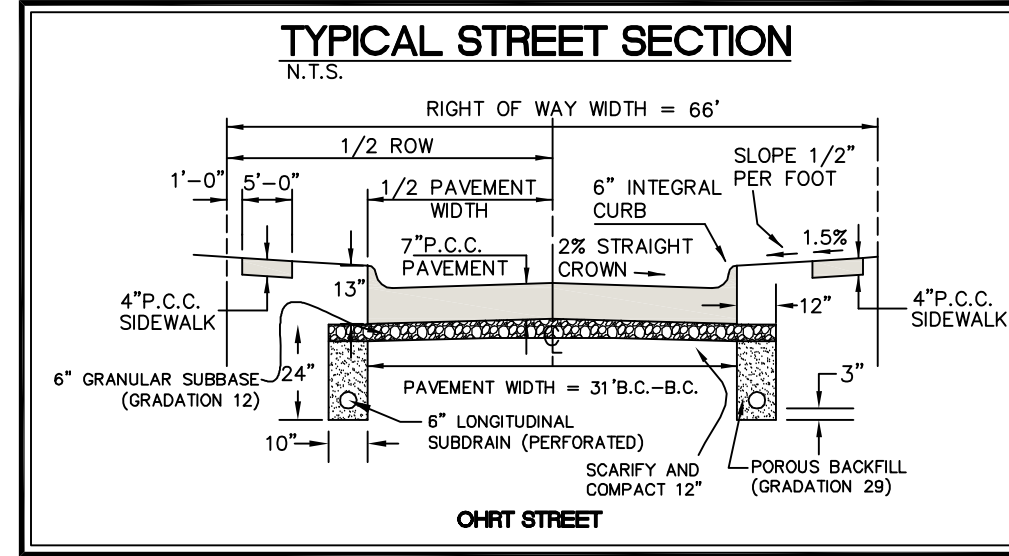 TYPICAL STREET SECTION
N.T.S.
RIGHT OF WAY WIDTH = 66'
1/2 ROW
SLOPE 1/2"
PER FOOT
1'-0"
5'-0"
1/2 PAVEMENT
WIDTH
6" INTEGRAL
CURB
7"P.C.C.
PAVEMENT
2% STRAIGHT
CROWN
1.5%
13"
4"P.C.C.
SIDEWALK
12"
4"P.C.C.
SIDEWALK
6" GRANULAR SUBBASE
(GRADATION 12)
24"
CL
PAVEMENT WIDTH = 31'B.C.-B.C.
3"
6" LONGITUDINAL
SUBDRAIN (PERFORATED)
10"
SCARIFY AND
COMPACT 12"
POROUS BACKFILL
(GRADATION 29)
OHRT STREET